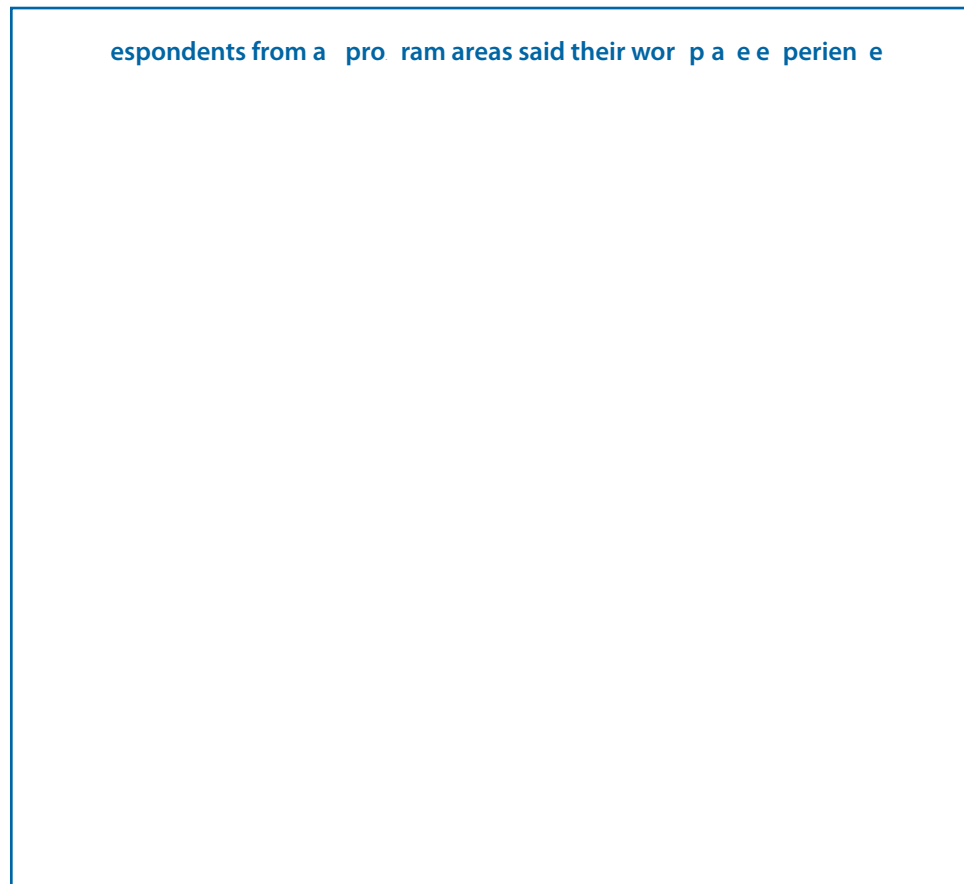 espondents from a pro ram areas said their wor p a e e perien e